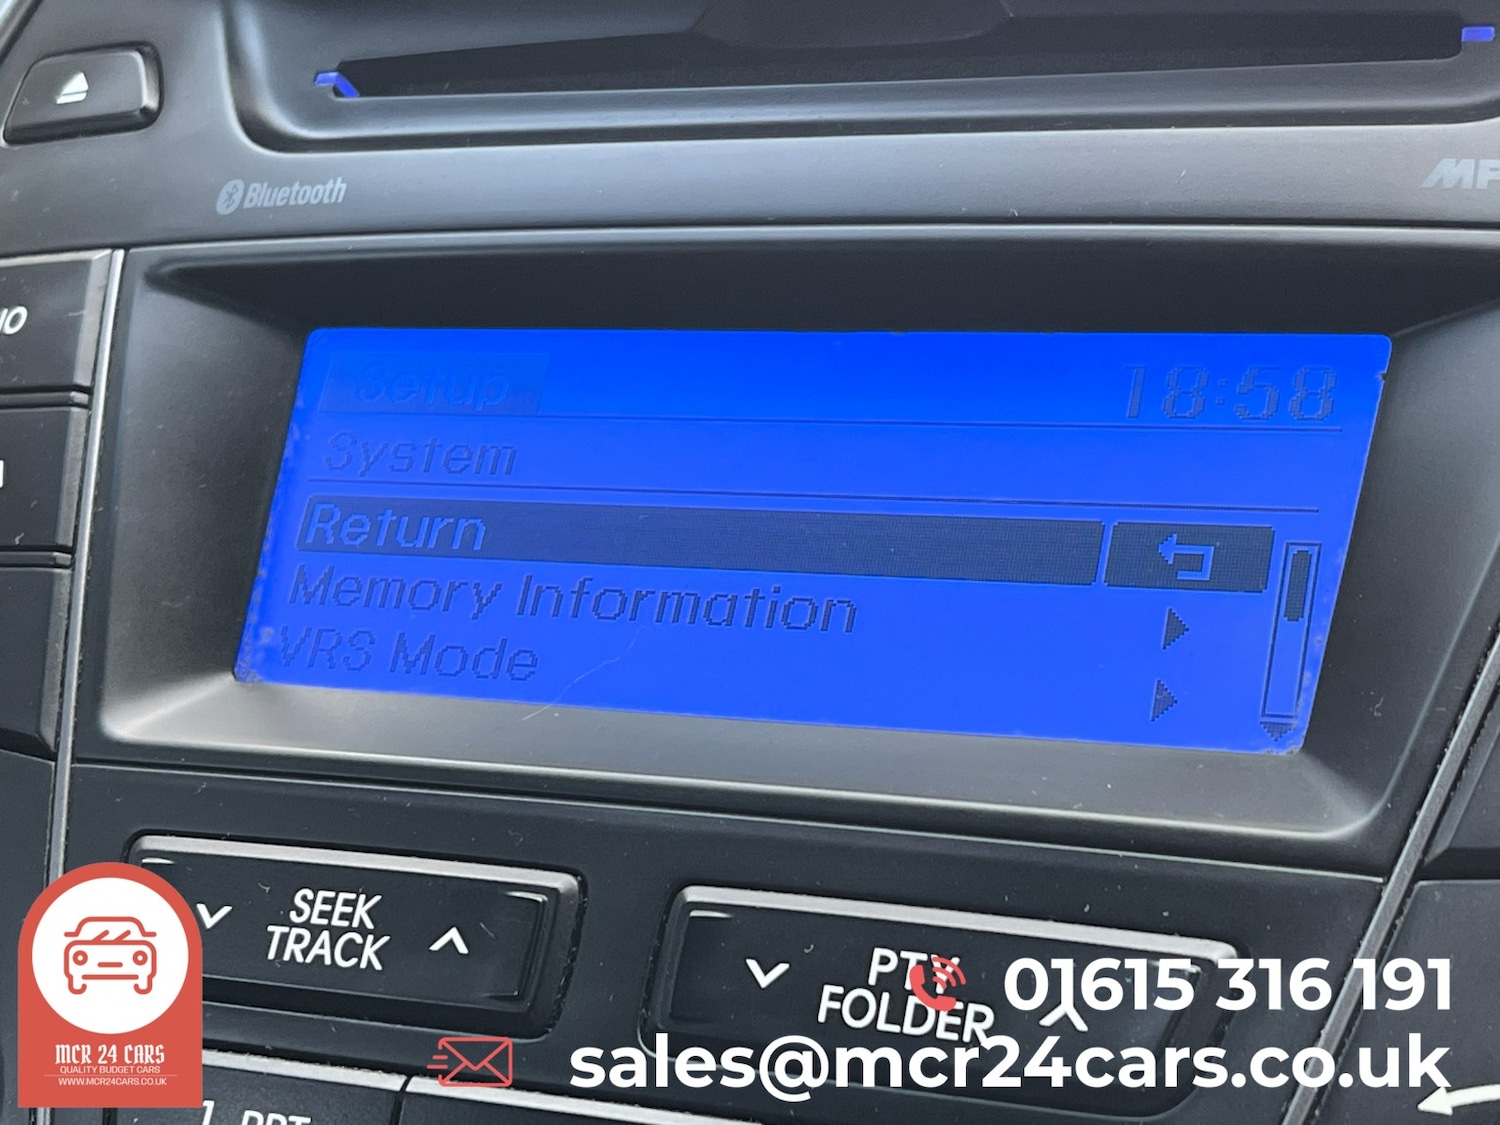 Bluetooth
Setup
18:58
System
Return
Memory Information
VRS Mode
SEEK
TRACK
PTY
FOLDER
01615 316 191
sales@mcr24cars.co.uk
MCR 24 CARS
QUALITY BUDGET CARS
WWW.MCR24CARS.CO.UK